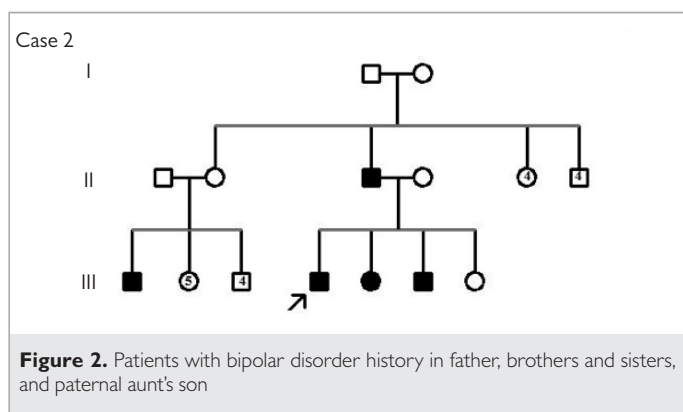 Case 2
I
II
4
4
III
5
4
Figure 2. Patients with bipolar disorder history in father, brothers and sisters,
and paternal aunt's son